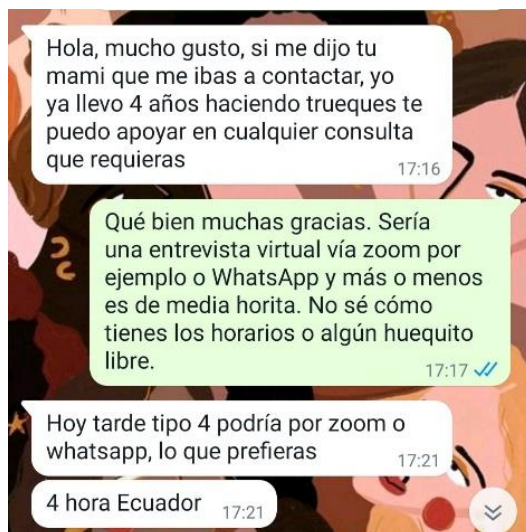 Hola, mucho gusto, si me dijo tu
mami que me ibas a contactar, yo
ya llevo 4 años haciendo trueques te
puedo apoyar en cualquier consulta
que requieras
17:16
Qué bien muchas gracias. Sería
una entrevista virtual vía zoom por
ejemplo o WhatsApp y más o menos
es de media horita. No sé cómo
tienes los horarios o algún huequito
libre.
17:17
Hoy tarde tipo 4 podría por zoom o
whatsapp, lo que prefieras
17:21
4 hora Ecuador 17:21